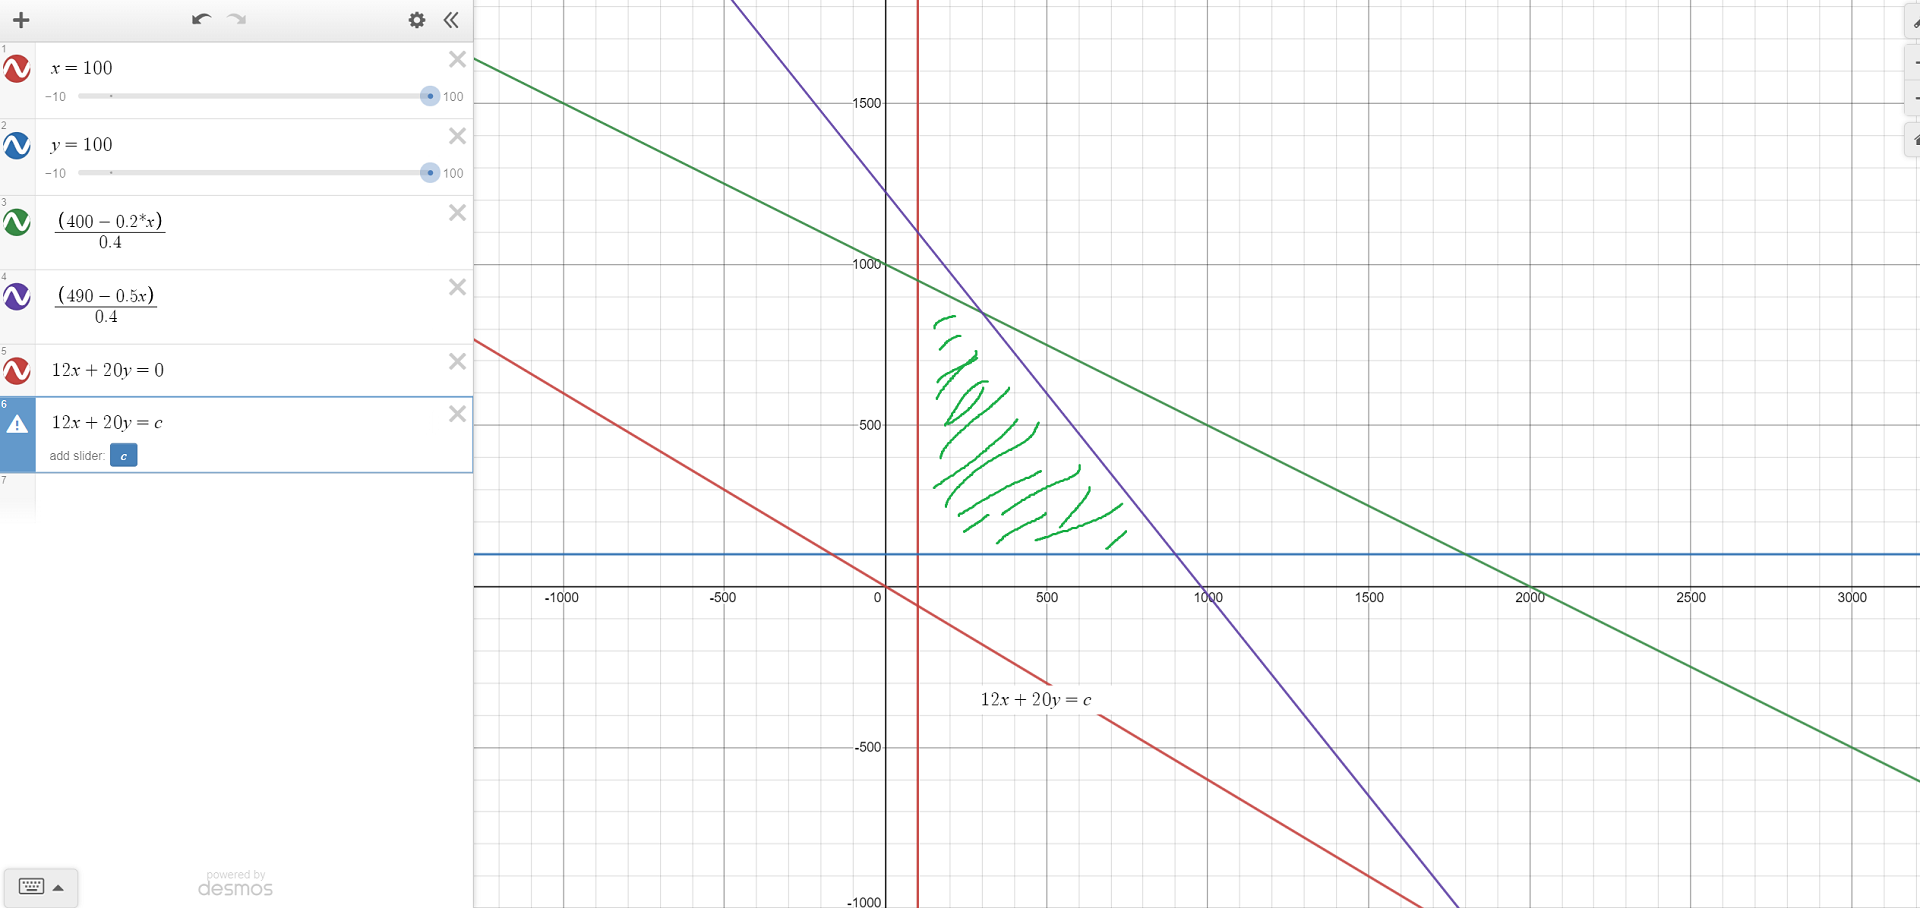 1
x = 100
−10
100
2
y = 100
−10
100
3
(400 − 0.2*x)
0.4
4
(490 − 0.5x)
0.4
5
12x + 20y = 0
6
12x + 20y = c
add slider: c
7
powered by
desmos
1500
1000
500
-1000
-500
0
500
1000
1500
2000
2500
3000
12x + 20y = c
-500
-1000